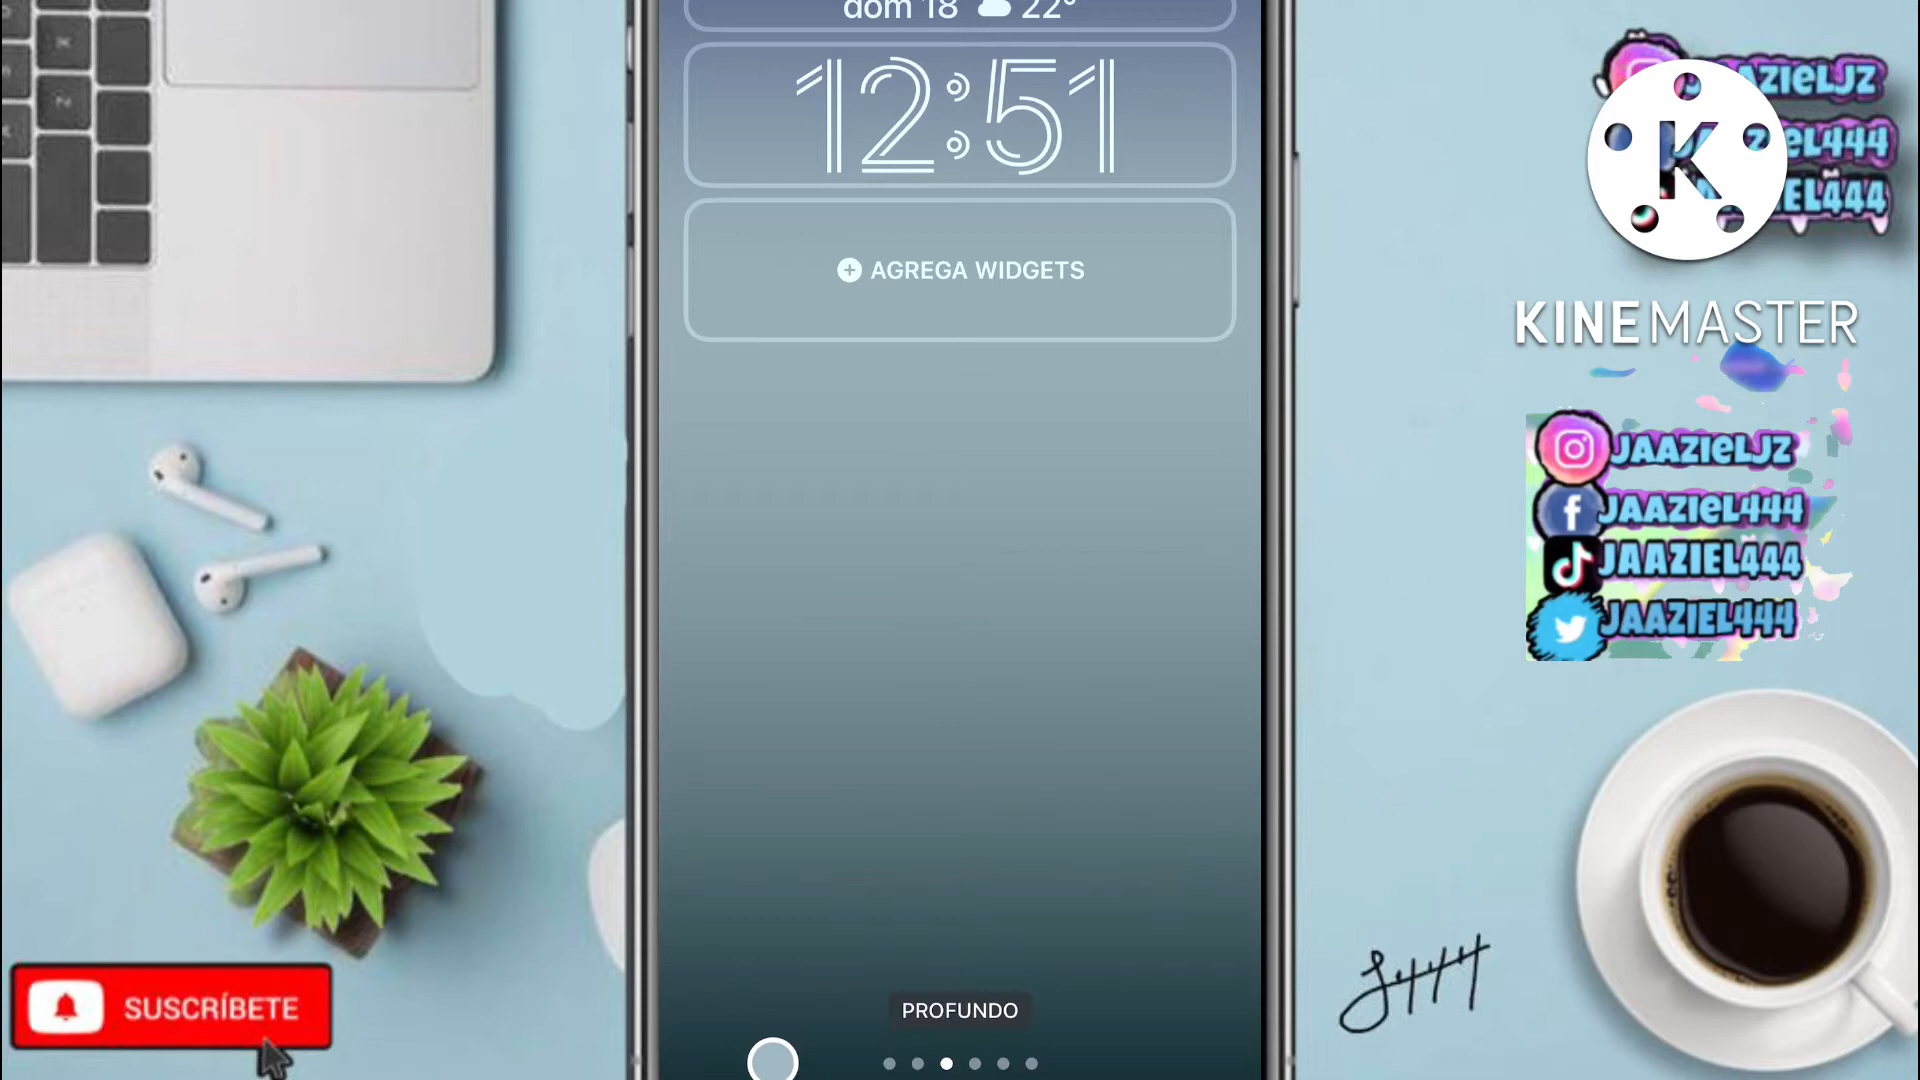 dom 18 22°
12:51
AGREGA WIDGETS
PROFUNDO
SUSCRÍBETE
K
KINEMASTER
JAAZIELJZ
JAAZIEL444
JAAZIEL444
JAAZIEL444